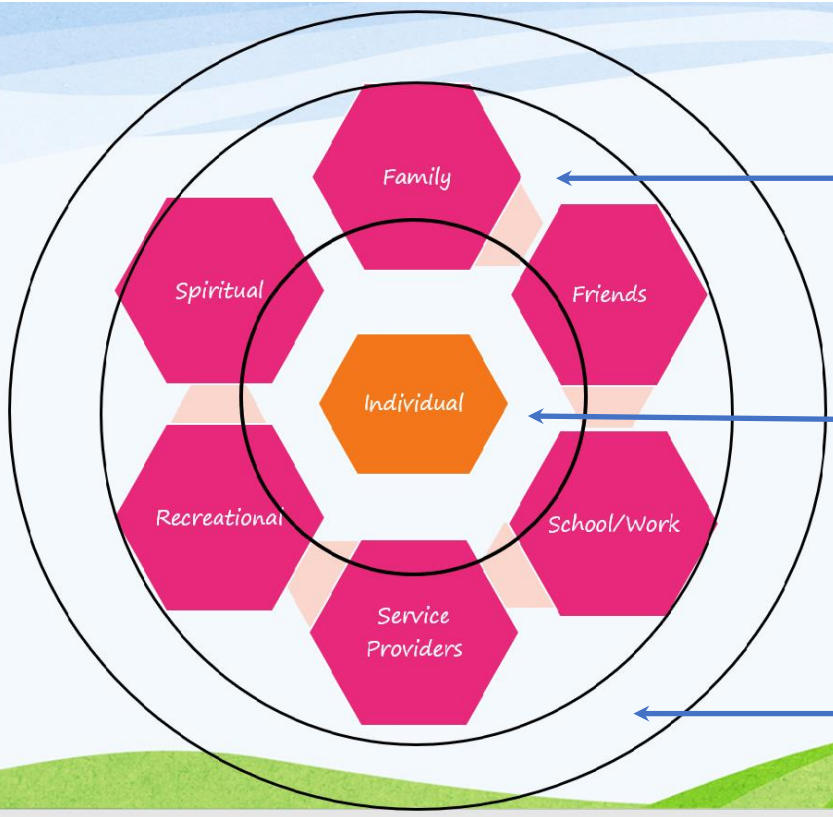 Family
Spiritual
Friends
Individual
Recreational
School/Work
Service
Providers